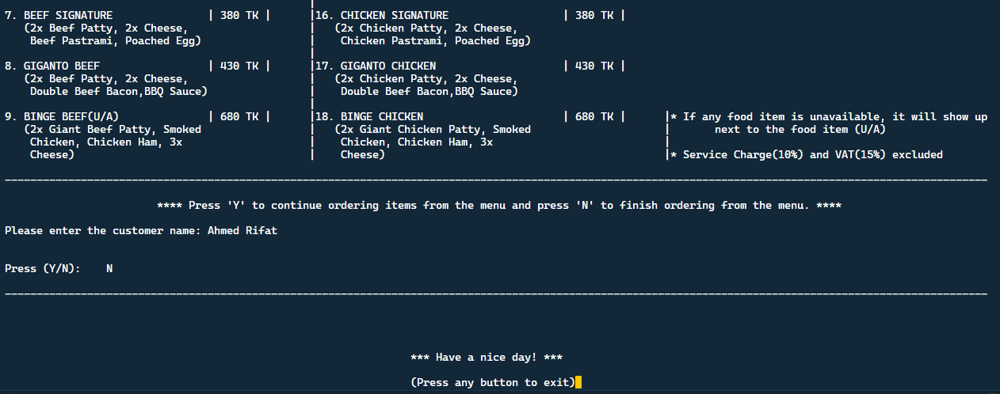 7. BEEF SIGNATURE | 380 TK | |16. CHICKEN SIGNATURE | 380 TK |
(2x Beef Patty, 2x Cheese, | (2x Chicken Patty, 2x Cheese,
Beef Pastrami, Poached Egg) | Chicken Pastrami, Poached Egg)
|
8. GIGANTO BEEF | 430 TK | |17. GIGANTO CHICKEN | 430 TK |
(2x Beef Patty, 2x Cheese, | (2x Chicken Patty, 2x Cheese,
Double Beef Bacon,BBQ Sauce) | Double Beef Bacon,BBQ Sauce)
|
9. BINGE BEEF(U/A) | 680 TK | |18. BINGE CHICKEN | 680 TK | |* If any food item is unavailable, it will show up
(2x Giant Beef Patty, Smoked | (2x Giant Chicken Patty, Smoked | next to the food item (U/A)
Chicken, Chicken Ham, 3x | Chicken, Chicken Ham, 3x |
Cheese) | Cheese) |* Service Charge(10%) and VAT(15%) excluded
**** Press 'Y' to continue ordering items from the menu and press 'N' to finish ordering from the menu. ****
Please enter the customer name: Ahmed Rifat
Press (Y/N): N
*** Have a nice day! ***
(Press any button to exit)